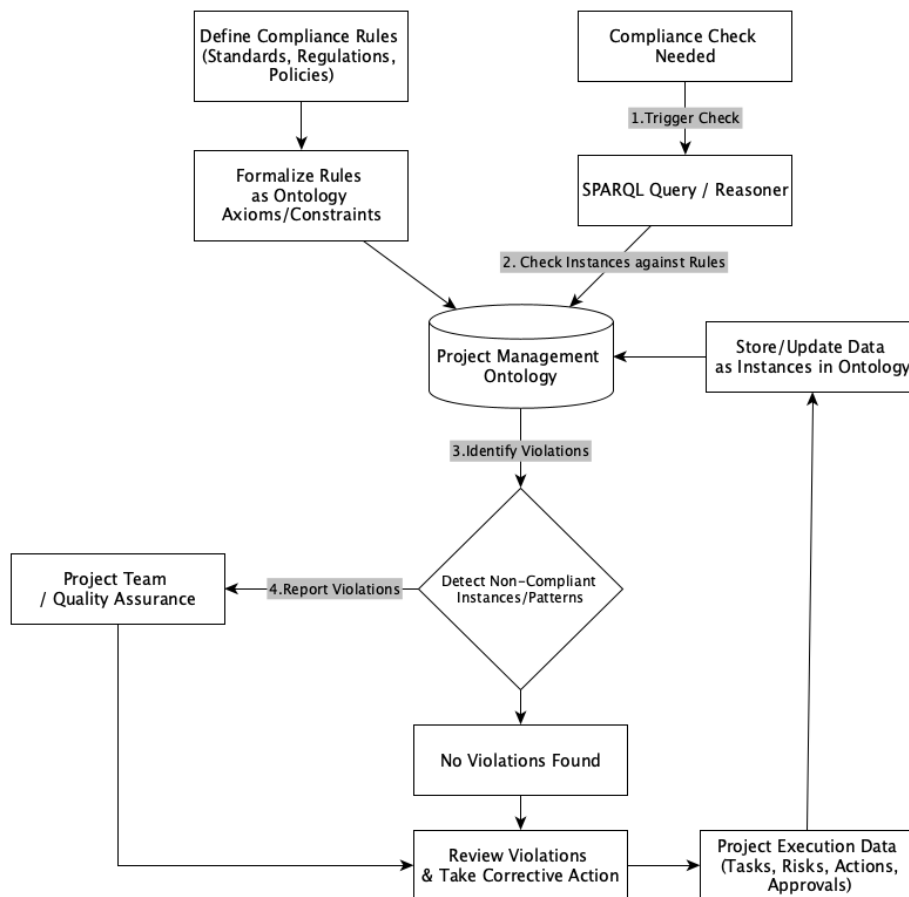 Define Compliance Rules
(Standards, Regulations,
Policies)
Compliance Check
Needed
1.Trigger Check
Formalize Rules
as Ontology
Axioms/Constraints
SPARQL Query / Reasoner
2. Check Instances against Rules
Project Management
Ontology
Store/Update Data
as Instances in Ontology
3.Identify Violations
Detect Non-Compliant
Instances/Patterns
4.Report Violations
Project Team
/ Quality Assurance
No Violations Found
Review Violations
& Take Corrective Action
Project Execution Data
(Tasks, Risks, Actions,
Approvals)